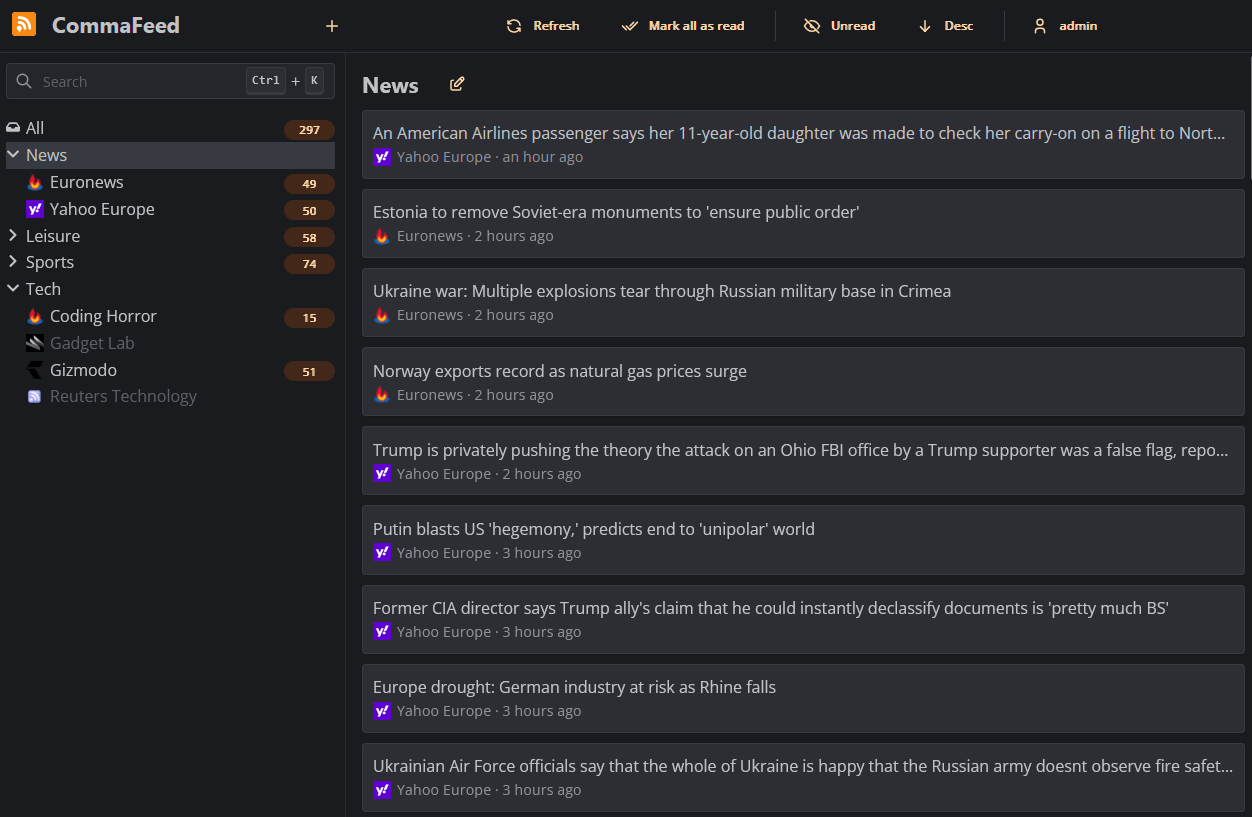 CommaFeed
+
Refresh
Mark all as read
Unread
Desc
admin
Search
Ctrl + K
All 297
News
Euronews 49
Yahoo Europe 50
Leisure 58
Sports 74
Tech
Coding Horror 15
Gadget Lab
Gizmodo 51
Reuters Technology
News
An American Airlines passenger says her 11-year-old daughter was made to check her carry-on on a flight to Nort...
y! Yahoo Europe · an hour ago
Estonia to remove Soviet-era monuments to 'ensure public order'
Euronews · 2 hours ago
Ukraine war: Multiple explosions tear through Russian military base in Crimea
Euronews · 2 hours ago
Norway exports record as natural gas prices surge
Euronews · 2 hours ago
Trump is privately pushing the theory the attack on an Ohio FBI office by a Trump supporter was a false flag, repo...
y! Yahoo Europe · 2 hours ago
Putin blasts US 'hegemony,' predicts end to 'unipolar' world
y! Yahoo Europe · 3 hours ago
Former CIA director says Trump ally's claim that he could instantly declassify documents is 'pretty much BS'
y! Yahoo Europe · 3 hours ago
Europe drought: German industry at risk as Rhine falls
y! Yahoo Europe · 3 hours ago
Ukrainian Air Force officials say that the whole of Ukraine is happy that the Russian army doesnt observe fire safet...
y! Yahoo Europe · 3 hours ago